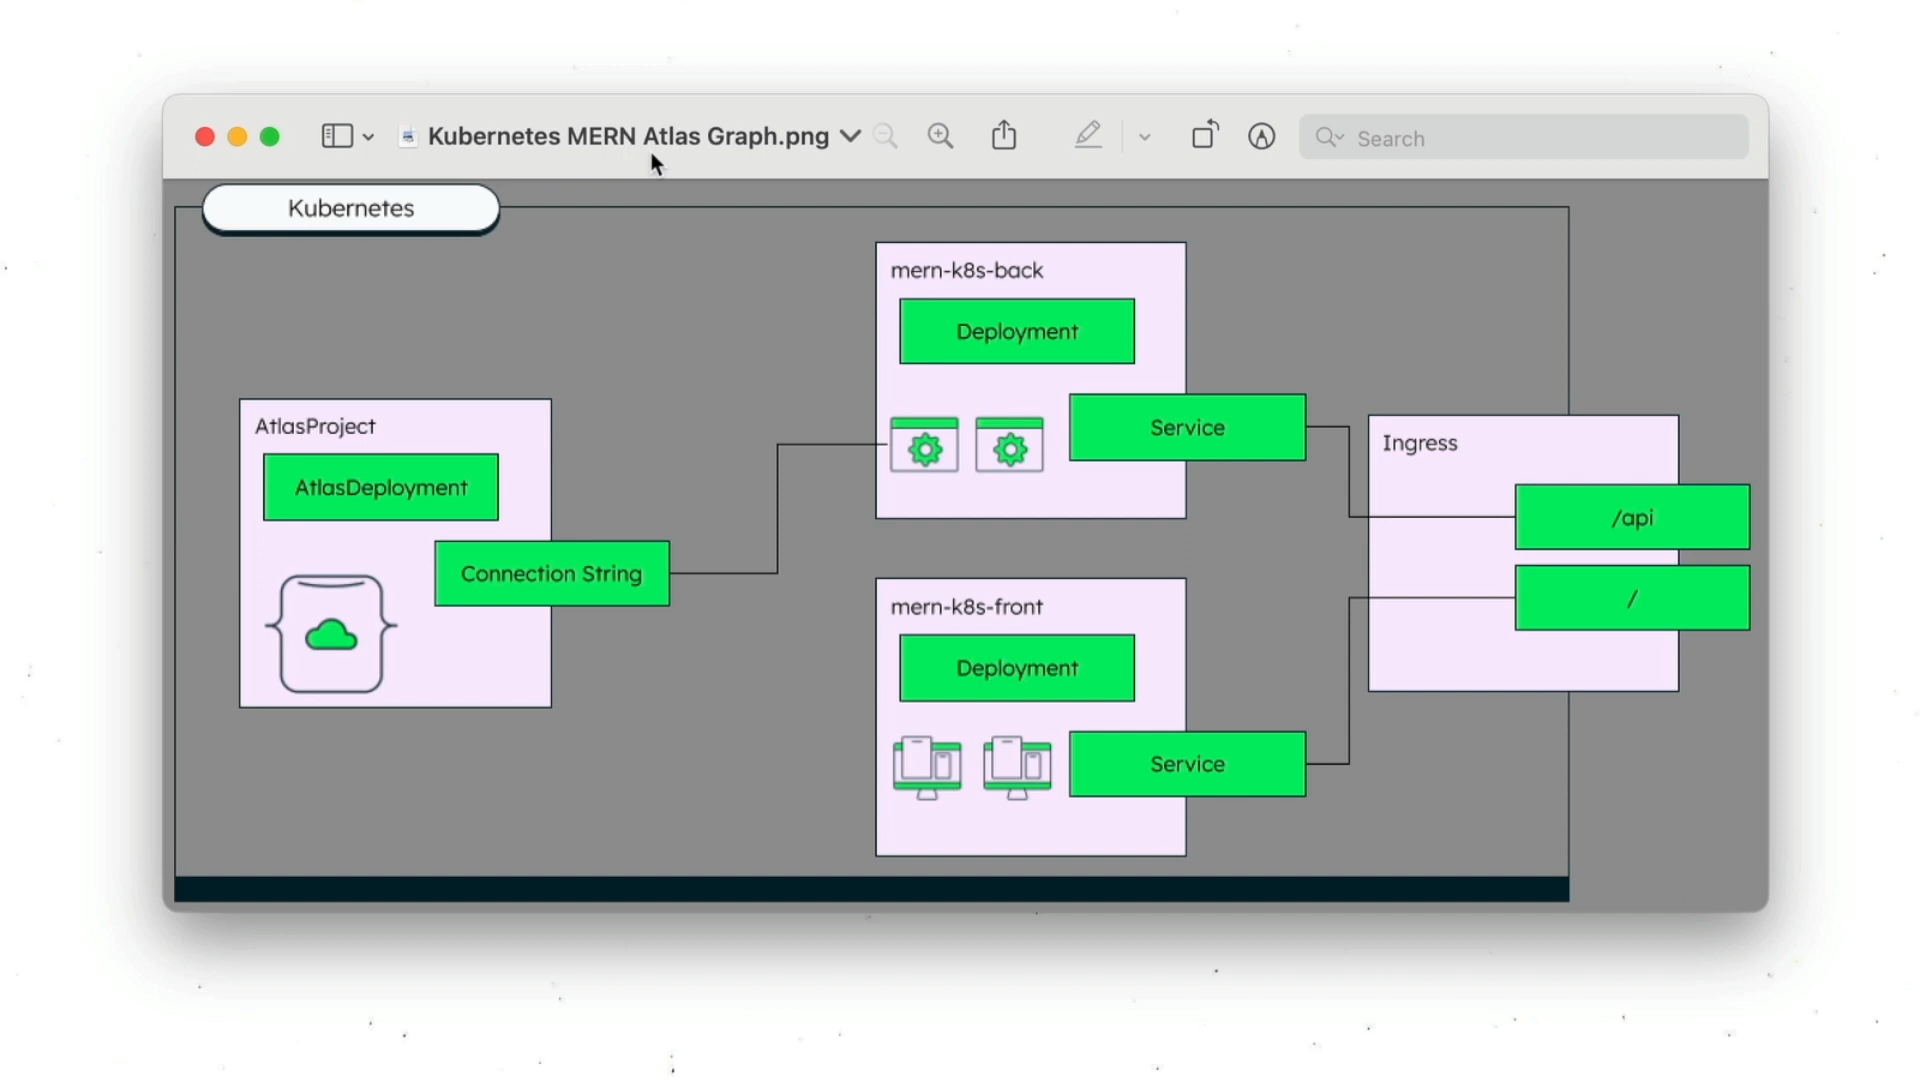 Kubernetes MERN Atlas Graph.png
Search
Kubernetes
mern-k8s-back
Deployment
Service
AtlasProject
AtlasDeployment
Connection String
mern-k8s-front
Deployment
Service
Ingress
/api
/